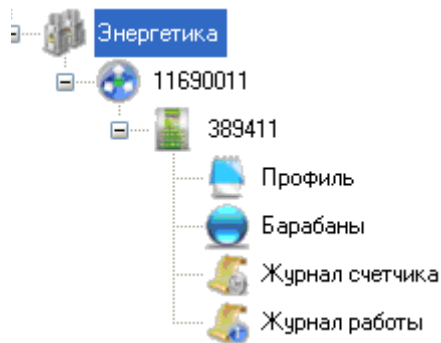 Энергетика
11690011
389411
Профиль
Барабаны
Журнал счетчика
Журнал работы